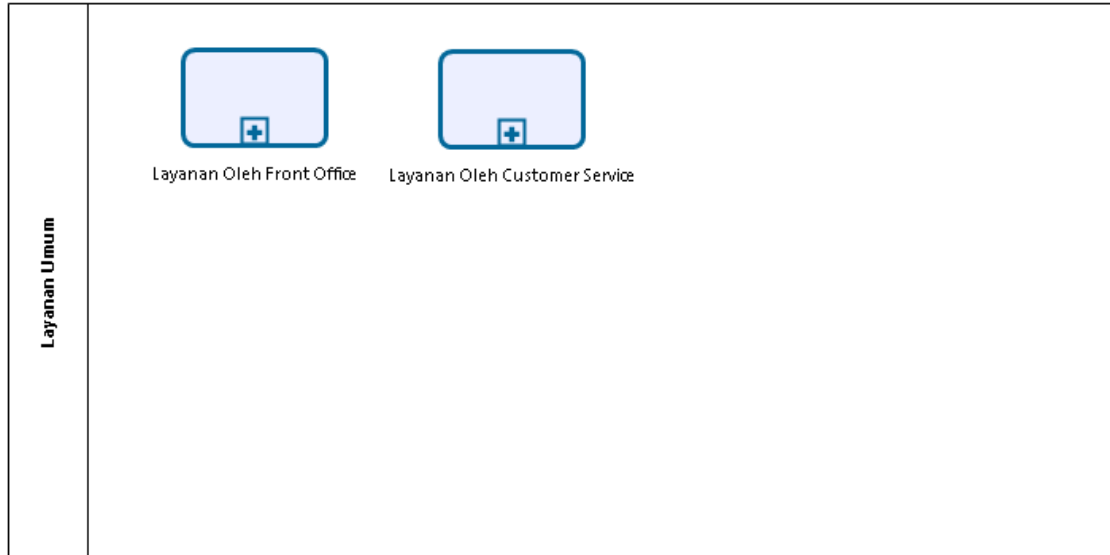 Layanan Umum
Layanan Oleh Front Office
Layanan Oleh Customer Service